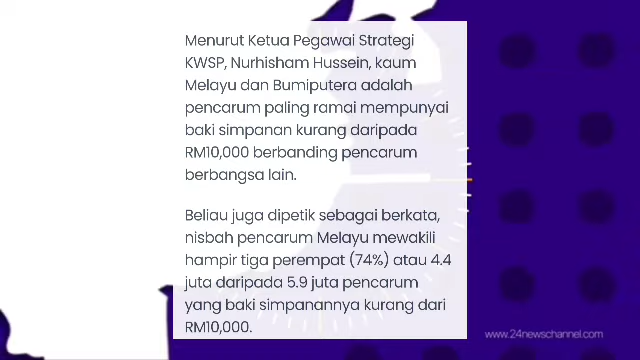 Menurut Ketua Pegawai Strategi
KWSP, Nurhisham Hussein, kaum
Melayu dan Bumiputera adalah
pencarum paling ramai mempunyai
baki simpanan kurang daripada
RM10,000 berbanding pencarum
berbangsa lain.
Beliau juga dipetik sebagai berkata,
nisbah pencarum Melayu mewakili
hampir tiga perempat (74%) atau 4.4
juta daripada 5.9 juta pencarum
yang baki simpanannya kurang dari
RM10,000.
www.24newschannel.com